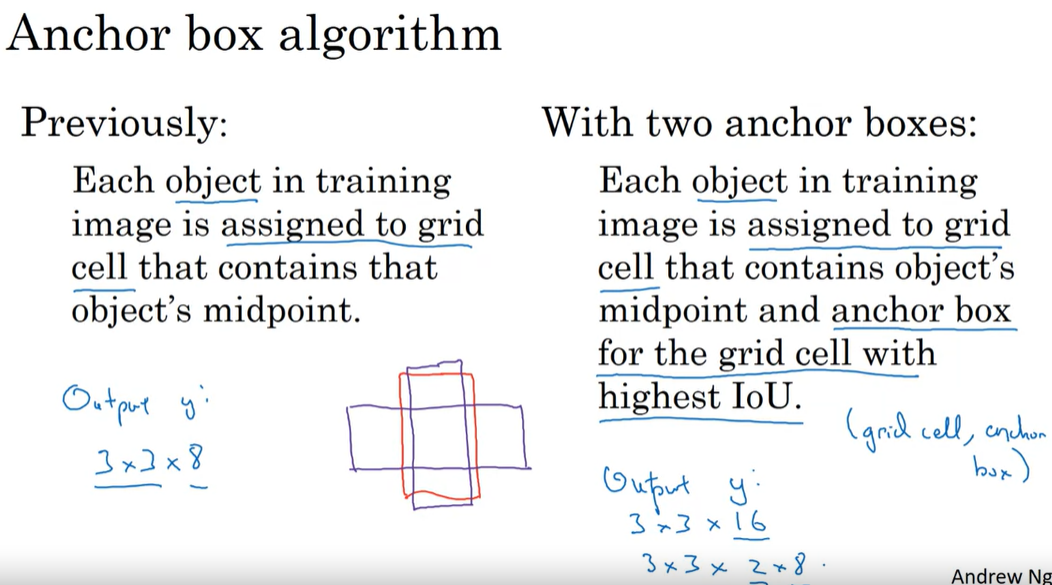 Anchor box algorithm
Previously:
Each object in training
image is assigned to grid
cell that contains that
object's midpoint.
Output y:
3 × 3 × 8
With two anchor boxes:
Each object in training
image is assigned to grid
cell that contains object's
midpoint and anchor box
for the grid cell with
highest IoU.
(grid cell, anchor
box)
Output y:
3 × 3 × 16
3 × 3 × 2 × 8
Andrew Ng